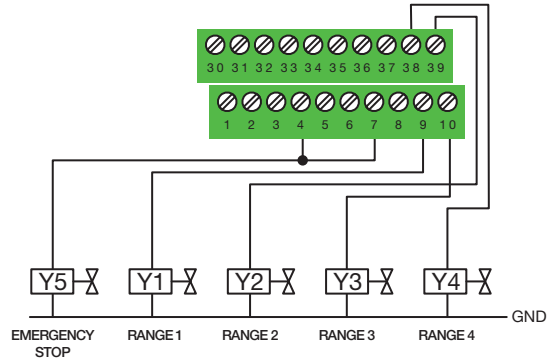 30 31 32 33 34 35 36 37 38 39
1 2 3 4 5 6 7 8 9 10
Y5 Y1 Y2 Y3 Y4
GND
EMERGENCY STOP
RANGE 1
RANGE 2
RANGE 3
RANGE 4